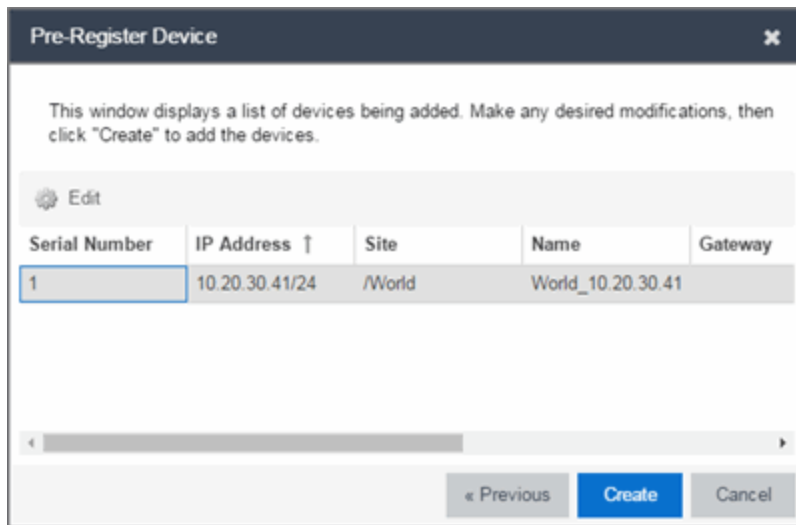 Pre-Register Device
This window displays a list of devices being added. Make any desired modifications, then
click "Create" to add the devices.
Edit
Serial Number IP Address ↑ Site Name Gateway
1 10.20.30.41/24 /World World_10.20.30.41
« Previous Create Cancel